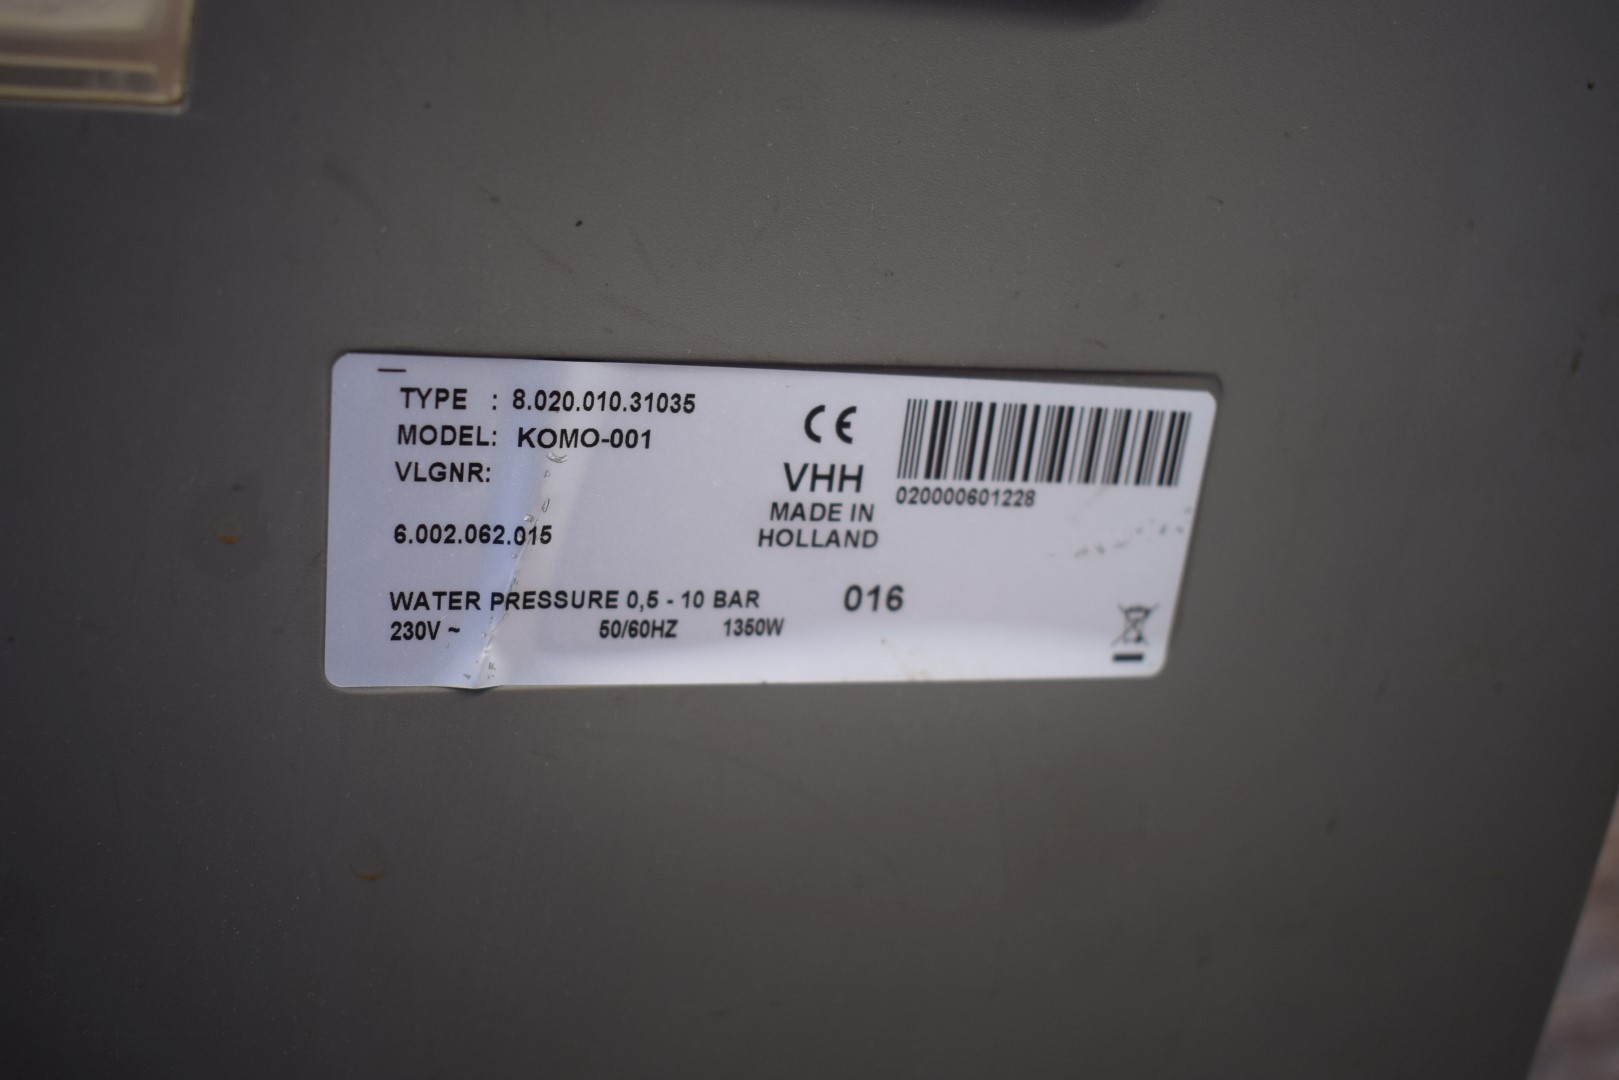 TYPE : 8.020.010.31035
MODEL: KOMO-001
VLGNR:
6.002.062.015
WATER PRESSURE 0,5 - 10 BAR
230V ~ 50/60HZ 1350W
CE
VHH
MADE IN
HOLLAND
016
020000601228